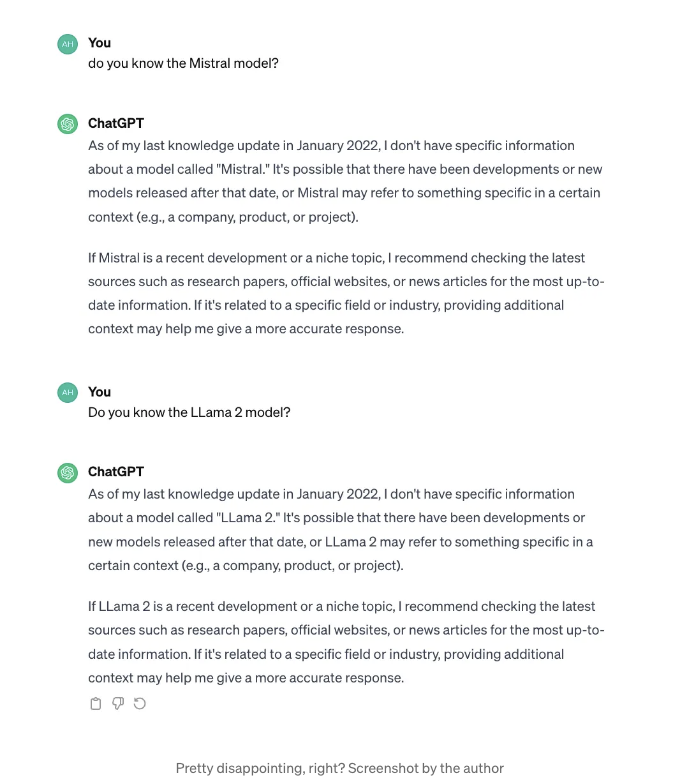 AH You
do you know the Mistral model?
ChatGPT
As of my last knowledge update in January 2022, I don't have specific information
about a model called "Mistral." It's possible that there have been developments or new
models released after that date, or Mistral may refer to something specific in a certain
context (e.g., a company, product, or project).
If Mistral is a recent development or a niche topic, I recommend checking the latest
sources such as research papers, official websites, or news articles for the most up-to-
date information. If it's related to a specific field or industry, providing additional
context may help me give a more accurate response.
AH You
Do you know the LLama 2 model?
ChatGPT
As of my last knowledge update in January 2022, I don't have specific information
about a model called "LLama 2." It's possible that there have been developments or
new models released after that date, or LLama 2 may refer to something specific in a
certain context (e.g., a company, product, or project).
If LLama 2 is a recent development or a niche topic, I recommend checking the latest
sources such as research papers, official websites, or news articles for the most up-to-
date information. If it's related to a specific field or industry, providing additional
context may help me give a more accurate response.
Pretty disappointing, right? Screenshot by the author